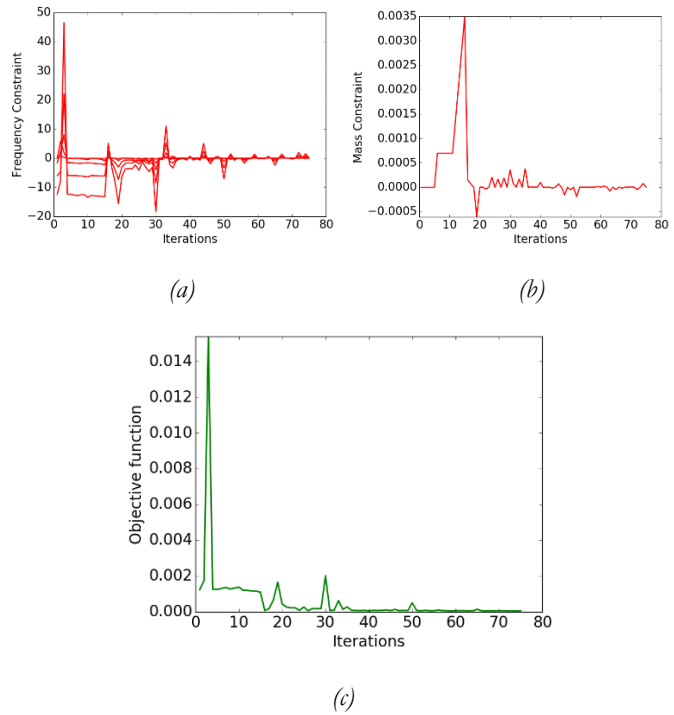 Frequency Constraint
50
40
30
20
10
0
−10
−20
0 10 20 30 40 50 60 70 80
Iterations
(a)
Mass Constraint
0.0035
0.0030
0.0025
0.0020
0.0015
0.0010
0.0005
0.0000
−0.0005
0 10 20 30 40 50 60 70 80
Iterations
(b)
Objective function
0.014
0.012
0.010
0.008
0.006
0.004
0.002
0.000
0 10 20 30 40 50 60 70 80
Iterations
(c)